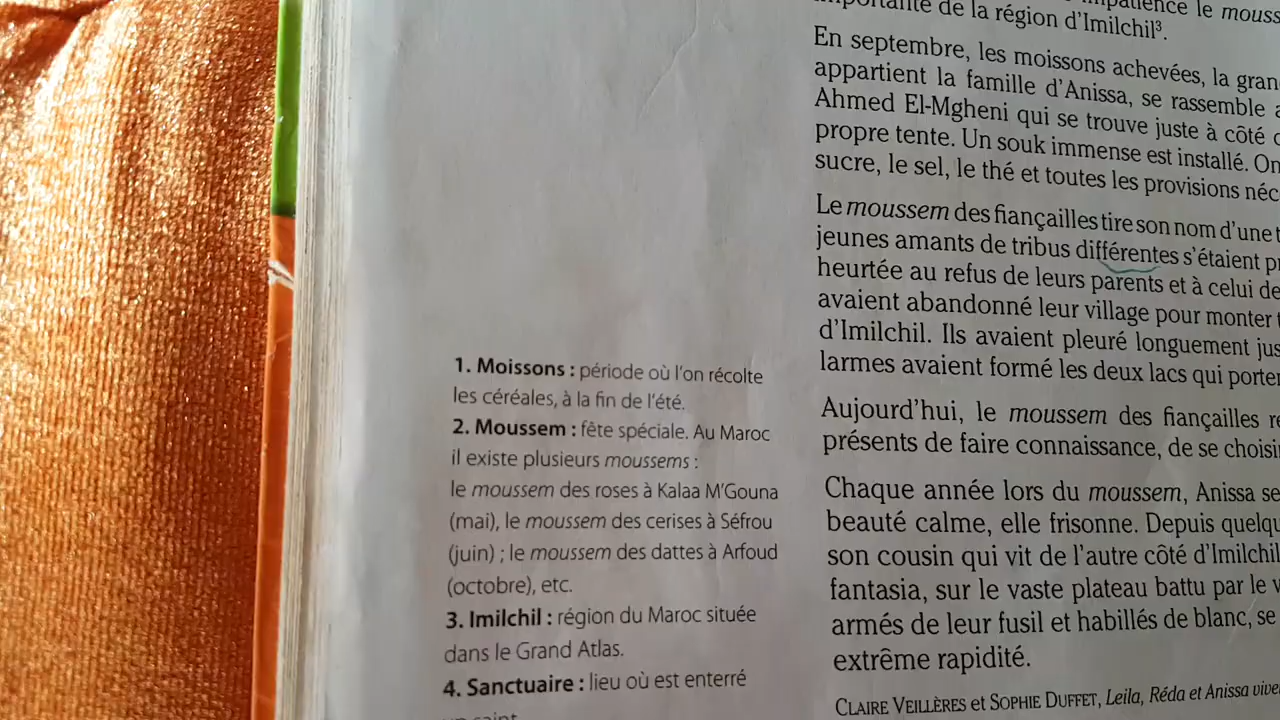 1. Moissons : période où l'on récolte
les céréales, à la fin de l'été.
2. Moussem : fête spéciale. Au Maroc
il existe plusieurs moussems :
le moussem des roses à Kalaa M'Gouna
(mai), le moussem des cerises à Séfrou
(juin) ; le moussem des dattes à Arfoud
(octobre), etc.
3. Imilchil : région du Maroc située
dans le Grand Atlas.
4. Sanctuaire : lieu où est enterré
un saint
impatience le mouss
importante de la région d'Imilchil³.
En septembre, les moissons achevées, la gran
appartient la famille d'Anissa, se rassemble a
Ahmed El-Mgheni qui se trouve juste à côté
propre tente. Un souk immense est installé. On
sucre, le sel, le thé et toutes les provisions néc
Le moussem des fiançailles tire son nom d'une
jeunes amants de tribus différentes s'étaient
heurtée au refus de leurs parents et à celui de
avaient abandonné leur village pour monter
d'Imilchil. Ils avaient pleuré longuement jus
larmes avaient formé les deux lacs qui porte
Aujourd'hui, le moussem des fiançailles
présents de faire connaissance, de se choisi
Chaque année lors du moussem, Anissa se
beauté calme, elle frisonne. Depuis quelqu
son cousin qui vit de l'autre côté d'Imilchil
fantasia, sur le vaste plateau battu par le
armés de leur fusil et habillés de blanc, se
extrême rapidité.
CLAIRE VEILLÈRES et SOPHIE DUFFET, Leila, Réda et Anissa vive